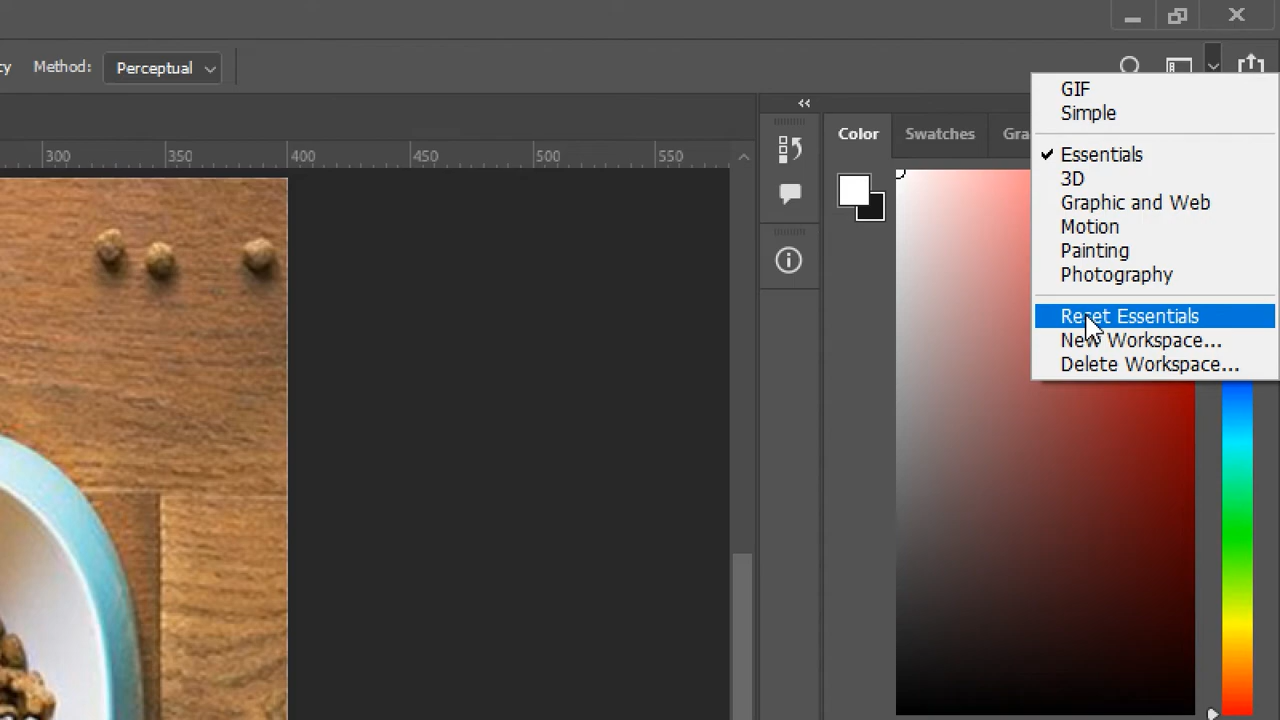 cy Method: Perceptual
GIF
Simple
Essentials
3D
Graphic and Web
Motion
Painting
Photography
Reset Essentials
New Workspace...
Delete Workspace...
Color Swatches Gra
300 350 400 450 500 550